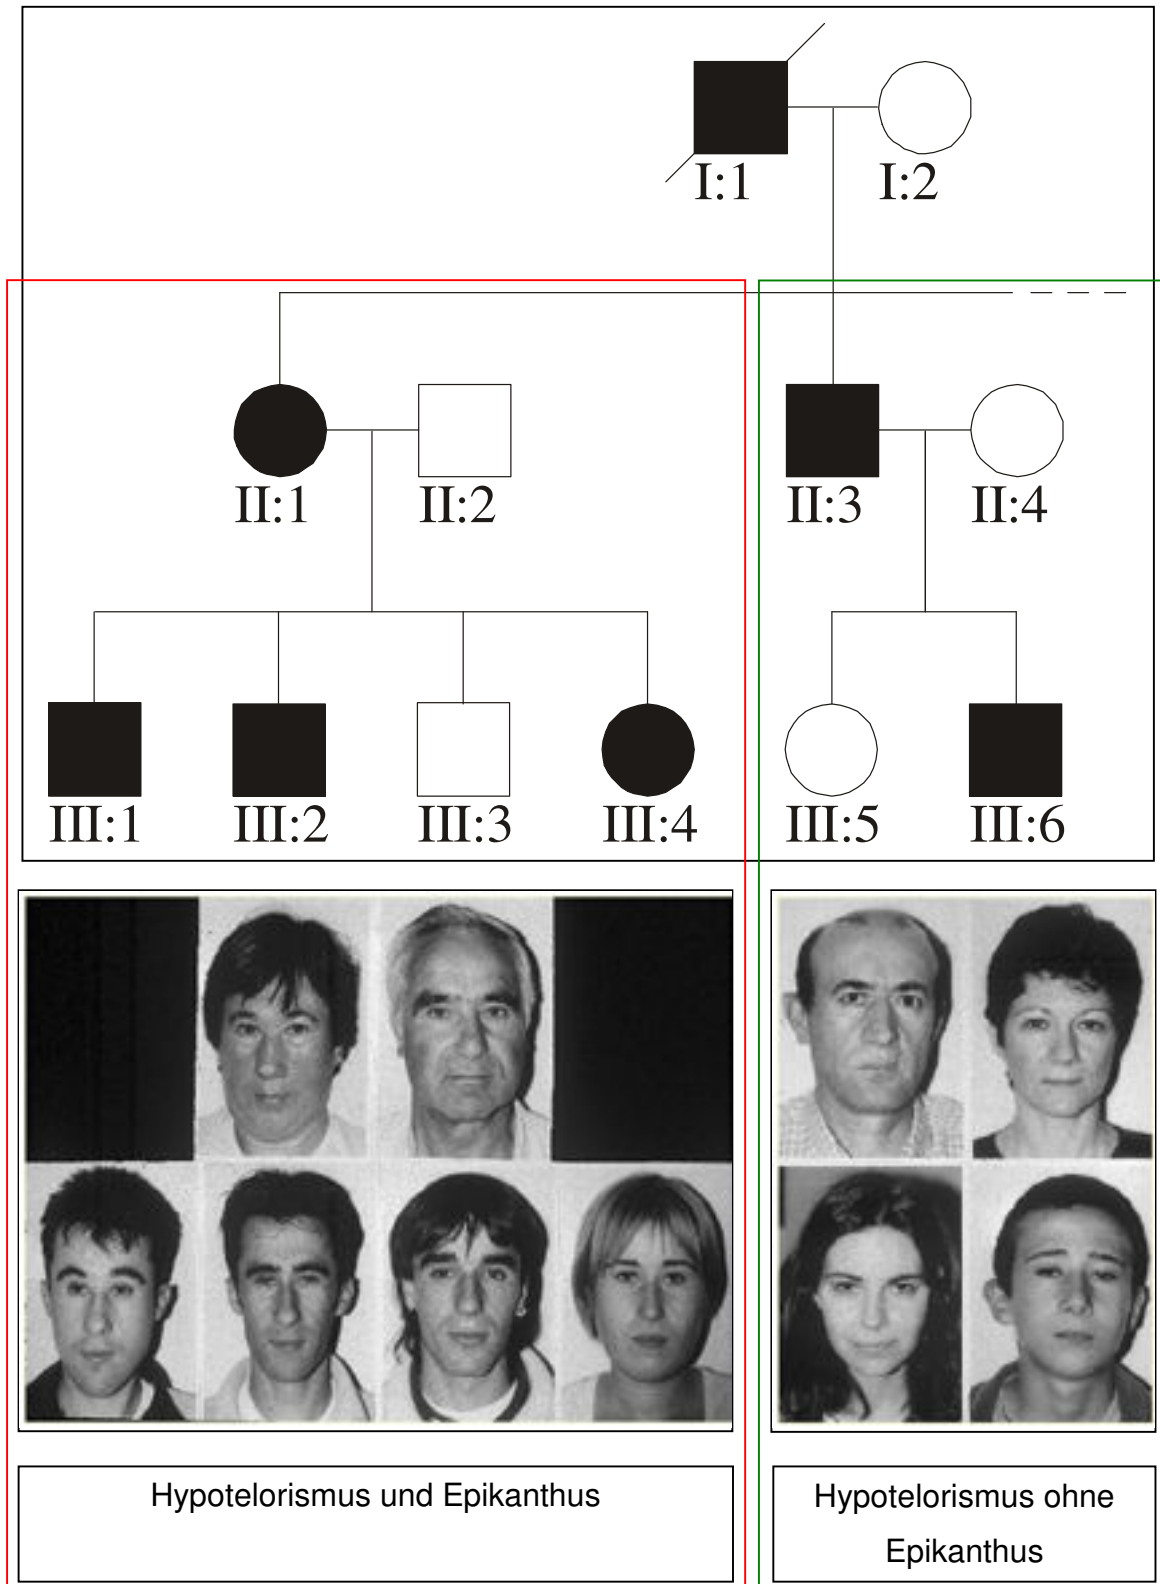 I:1 I:2
II:1 II:2 II:3 II:4
III:1 III:2 III:3 III:4 III:5 III:6
Hypotelorismus und Epikanthus
Hypotelorismus ohne
Epikanthus